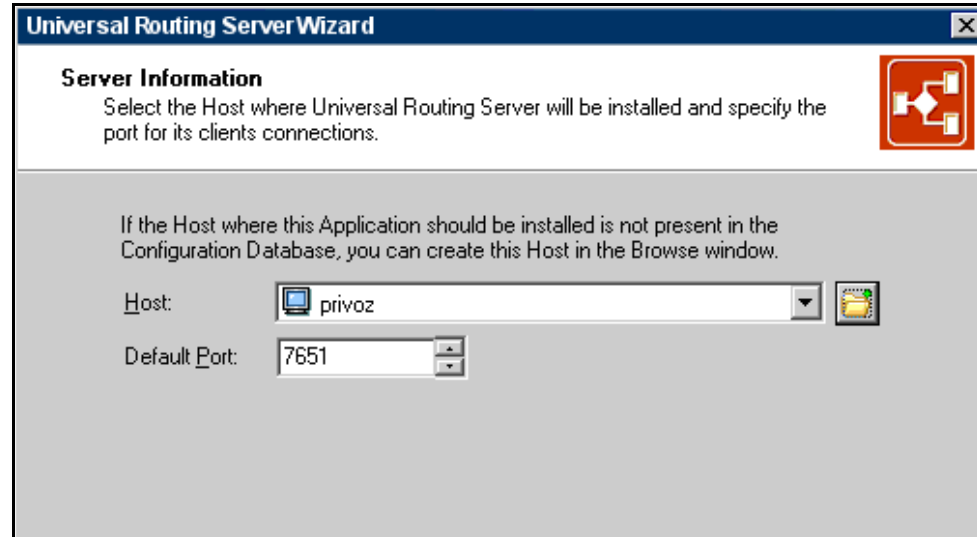 Universal Routing Server Wizard
Server Information
Select the Host where Universal Routing Server will be installed and specify the
port for its clients connections.
If the Host where this Application should be installed is not present in the
Configuration Database, you can create this Host in the Browse window.
Host: privoz
Default Port: 7651